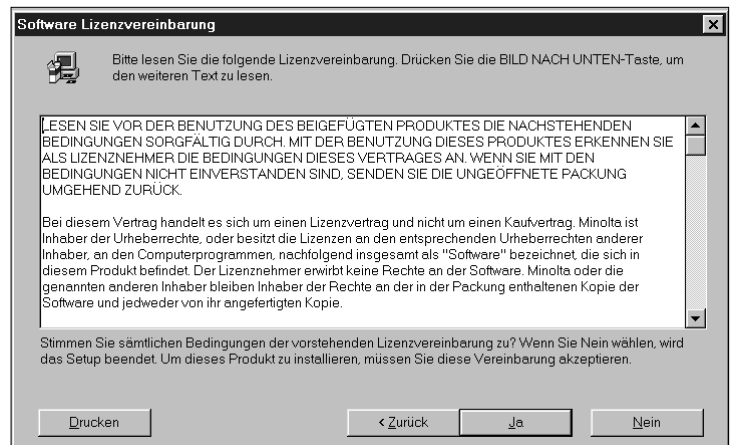 Software Lizenzvereinbarung
Bitte lesen Sie die folgende Lizenzvereinbarung. Drücken Sie die BILD NACH UNTEN-Taste, um
den weiteren Text zu lesen.
LESEN SIE VOR DER BENUTZUNG DES BEIGEFÜGTEN PRODUKTES DIE NACHSTEHENDEN
BEDINGUNGEN SORGFÄLTIG DURCH. MIT DER BENUTZUNG DIESES PRODUKTES ERKENNEN SIE
ALS LIZENZNEHMER DIE BEDINGUNGEN DIESES VERTRAGES AN. WENN SIE MIT DEN
BEDINGUNGEN NICHT EINVERSTANDEN SIND, SENDEN SIE DIE UNGEÖFFNETE PACKUNG
UMGEHEND ZURÜCK.
Bei diesem Vertrag handelt es sich um einen Lizenzvertrag und nicht um einen Kaufvertrag. Minolta ist
Inhaber der Urheberrechte, oder besitzt die Lizenzen an den entsprechenden Urheberrechten anderer
Inhaber, an den Computerprogrammen, nachfolgend insgesamt als "Software" bezeichnet, die sich in
diesem Produkt befindet. Der Lizenznehmer erwirbt keine Rechte an der Software. Minolta oder die
genannten anderen Inhaber bleiben Inhaber der Rechte an der in der Packung enthaltenen Kopie der
Software und jedweder von ihr angefertigten Kopie.
Stimmen Sie sämtlichen Bedingungen der vorstehenden Lizenzvereinbarung zu? Wenn Sie Nein wählen, wird
das Setup beendet. Um dieses Produkt zu installieren, müssen Sie diese Vereinbarung akzeptieren.
Drucken
< Zurück
Ja
Nein